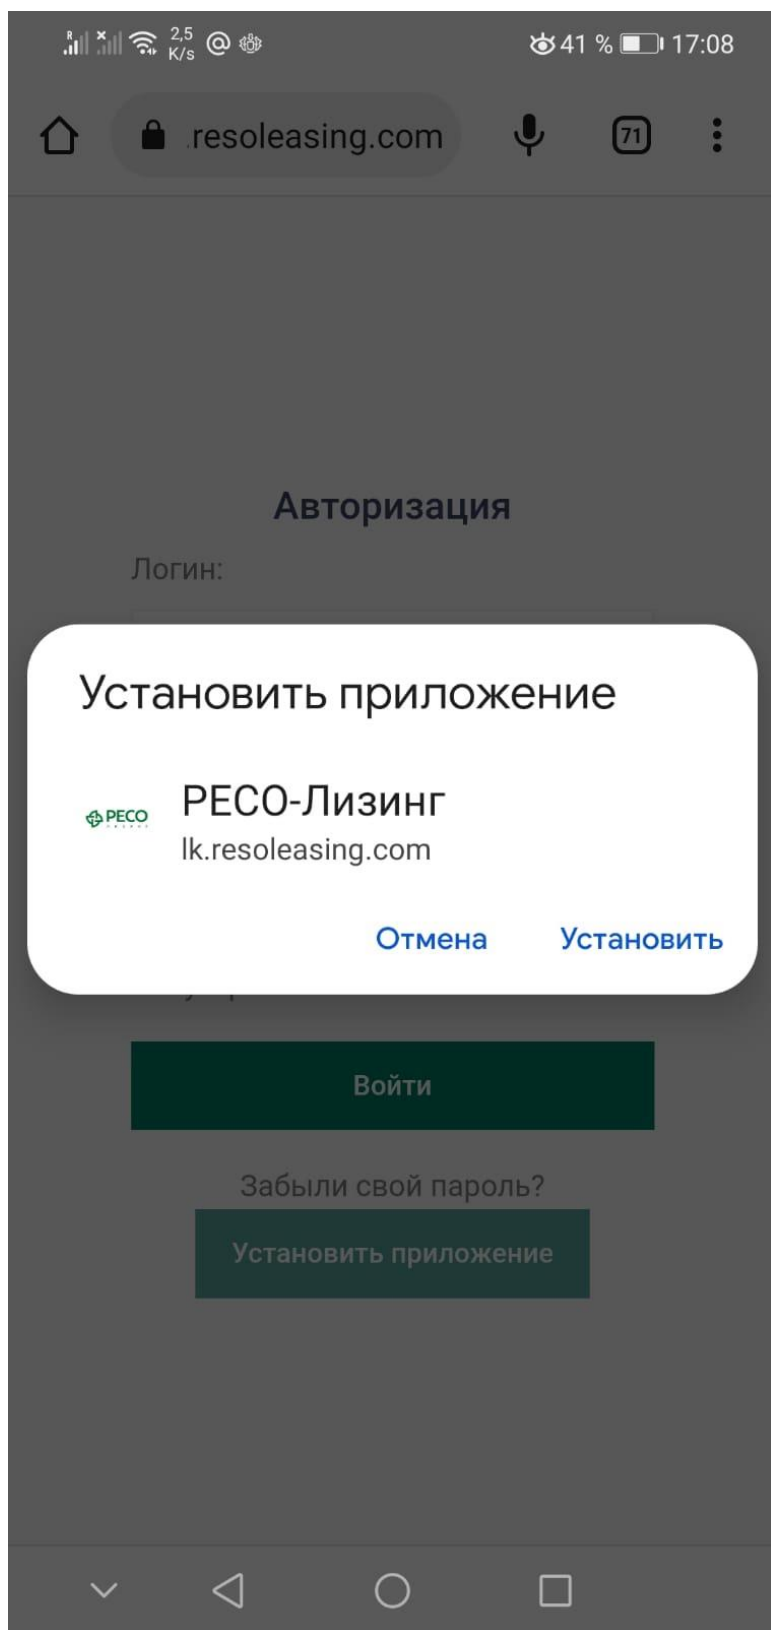 R
2,5
K/s
41 %
17:08
.resoleasing.com
71
Авторизация
Логин:
Установить приложение
РЕСО
РЕСО-Лизинг
lk.resoleasing.com
Отмена
Установить
Войти
Забыли свой пароль?
Установить приложение